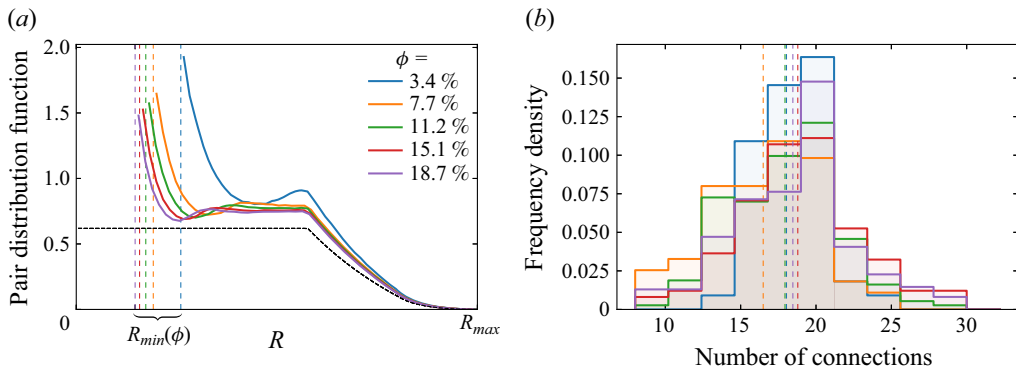 (a)
Pair distribution function
2.0
1.5
1.0
0.5
0
ϕ =
3.4 %
7.7 %
11.2 %
15.1 %
18.7 %
R_min(ϕ)
R
R_max
(b)
Frequency density
0.150
0.125
0.100
0.075
0.050
0.025
0
10
15
20
25
30
Number of connections